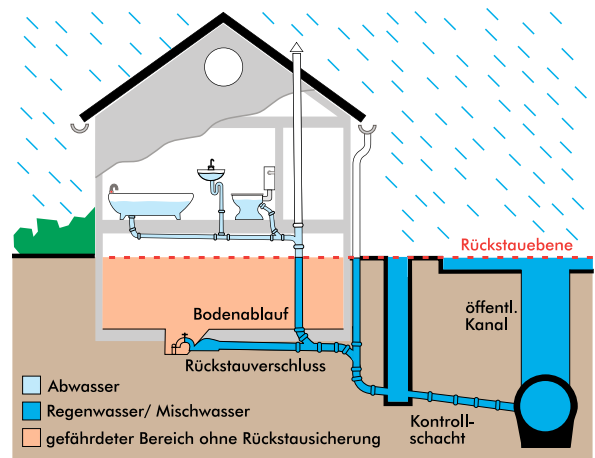 Rückstauebene
öffentl.
Kanal
Bodenablauf
Rückstauverschluss
Abwasser
Regenwasser/ Mischwasser
gefährdeter Bereich ohne Rückstausicherung
Kontroll-
schacht